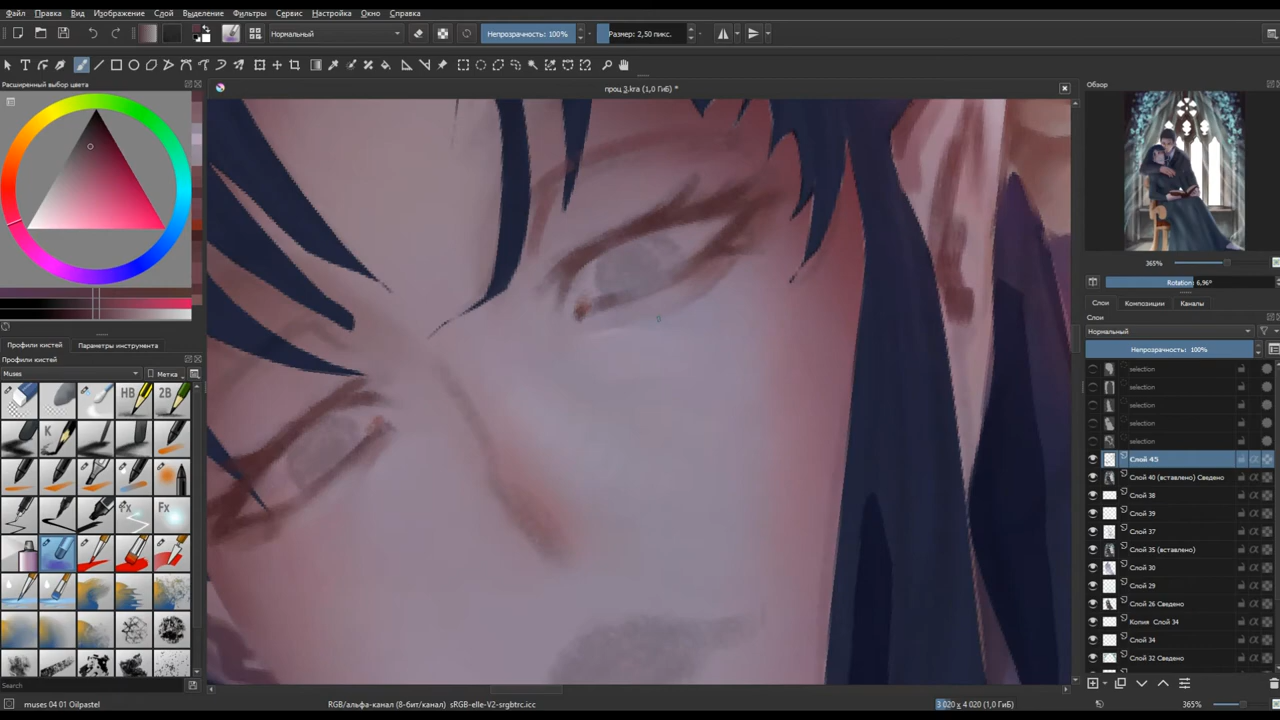 Файл Правка Вид Изображение Слой Выделение Фильтры Сервис Настройка Окно Справка
Нормальный Непрозрачность: 100% Размер: 2,50 пикс.
Расширенный выбор цвета
проц 3.kra (1,0 ГиБ) *
Обзор
365%
Rotation: 6,96°
Слои Композиции Каналы
Слои
Нормальный
Непрозрачность: 100%
Профили кистей Параметры инструмента
Профили кистей
Muses Метка
HB 2B
K
Fx Fx
selection
selection
selection
selection
selection
Слой 45
Слой 40 (вставлено) Сведено
Слой 38
Слой 39
Слой 37
Слой 35 (вставлено)
Слой 30
Слой 29
Слой 26 Сведено
Копия Слой 34
Слой 34
Слой 32 Сведено
Search
muses 04 01 Oilpastel RGB/альфа-канал (8-бит/канал) sRGB-elle-V2-srgbtrc.icc 3 020 x 4 020 (1,0 ГиБ) 365%